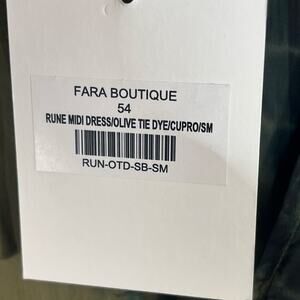 FARA BOUTIQUE
54
RUNE MIDI DRESS/OLIVE TIE DYE/CUPRO/SM
RUN-OTD-SB-SM